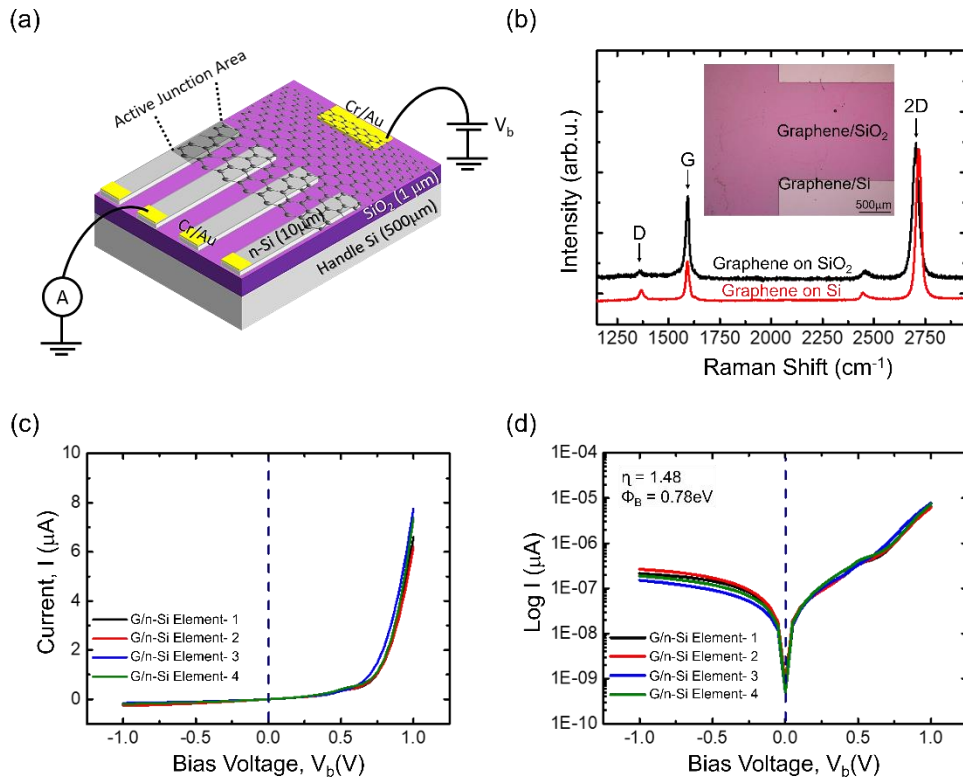 (a)
Active Junction Area
Cr/Au
V_b
SiO₂ (1 μm)
Cr/Au
n-Si (10μm)
Handle Si (500μm)
A
(b)
Intensity (arb.u.)
D
G
2D
Graphene/SiO₂
Graphene/Si
500μm
Graphene on SiO₂
Graphene on Si
1250 1500 1750 2000 2250 2500 2750
Raman Shift (cm⁻¹)
(c)
Current, I (μA)
10
8
6
4
2
0
G/n-Si Element- 1
G/n-Si Element- 2
G/n-Si Element- 3
G/n-Si Element- 4
-1.0 -0.5 0.0 0.5 1.0
Bias Voltage, V_b(V)
(d)
Log I (μA)
1E-04
1E-05
1E-06
1E-07
1E-08
1E-09
1E-10
η = 1.48
Φ_B = 0.78eV
G/n-Si Element- 1
G/n-Si Element- 2
G/n-Si Element- 3
G/n-Si Element- 4
-1.0 -0.5 0.0 0.5 1.0
Bias Voltage, V_b(V)